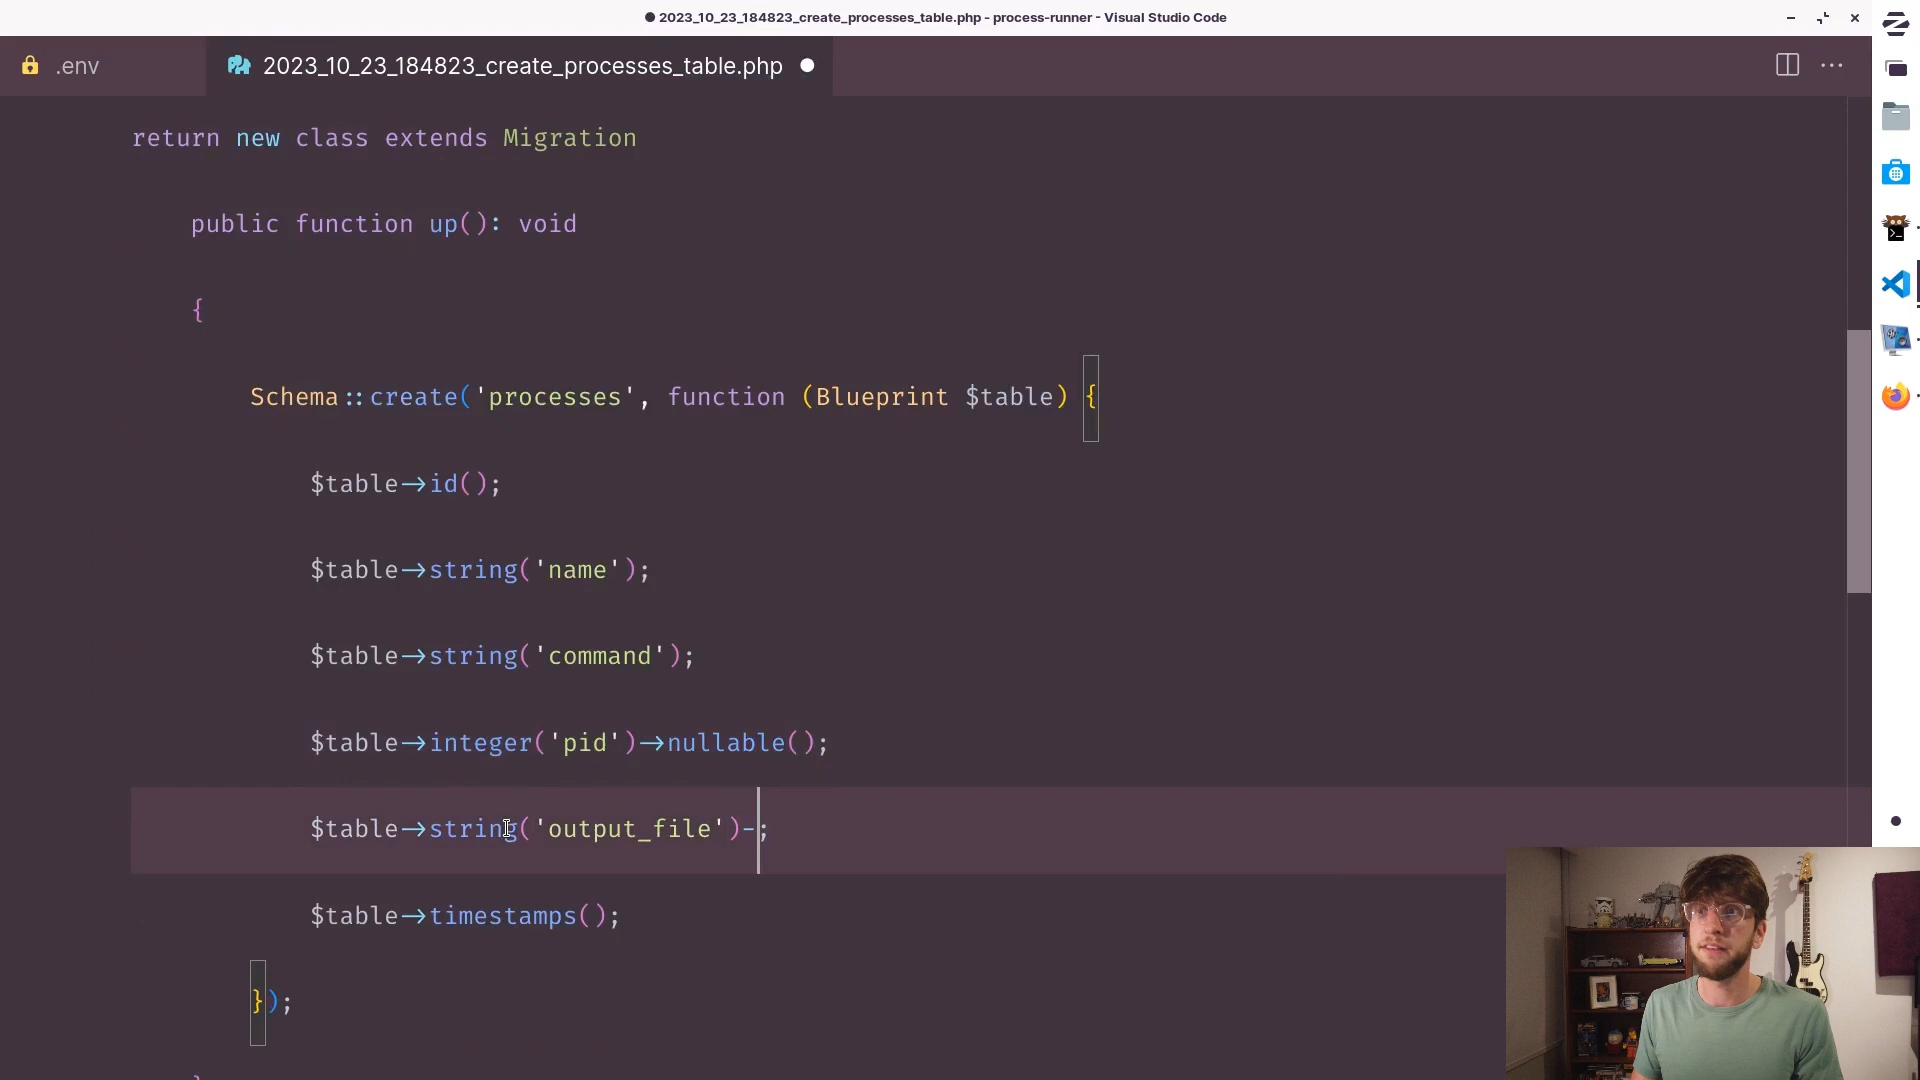 ● 2023_10_23_184823_create_processes_table.php - process-runner - Visual Studio Code
.env
2023_10_23_184823_create_processes_table.php
return new class extends Migration
public function up(): void
{
Schema::create('processes', function (Blueprint $table) {
$table->id();
$table->string('name');
$table->string('command');
$table->integer('pid')->nullable();
$table->string('output_file')-;
$table->timestamps();
});